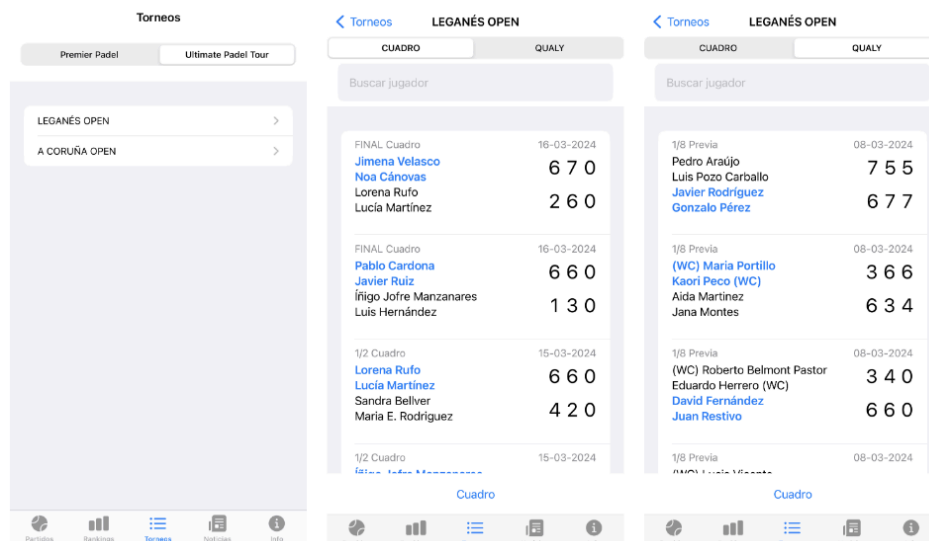 Torneos
Premier Padel
Ultimate Padel Tour
LEGANÉS OPEN
A CORUÑA OPEN
Partidos
Rankings
Torneos
Noticias
Info
Torneos
LEGANÉS OPEN
CUADRO
QUALY
Buscar jugador
FINAL Cuadro
16-03-2024
Jimena Velasco
Noa Cánovas
6 7 0
Lorena Rufo
Lucía Martínez
2 6 0
FINAL Cuadro
16-03-2024
Pablo Cardona
Javier Ruiz
6 6 0
Íñigo Jofre Manzanares
Luis Hernández
1 3 0
1/2 Cuadro
15-03-2024
Lorena Rufo
Lucía Martínez
6 6 0
Sandra Bellver
Maria E. Rodriguez
4 2 0
1/2 Cuadro
15-03-2024
Íñigo Jofre Manzanares
Cuadro
Torneos
LEGANÉS OPEN
CUADRO
QUALY
Buscar jugador
1/8 Previa
08-03-2024
Pedro Araújo
Luis Pozo Carballo
7 5 5
Javier Rodríguez
Gonzalo Pérez
6 7 7
1/8 Previa
08-03-2024
(WC) Maria Portillo
Kaori Peco (WC)
3 6 6
Aida Martinez
Jana Montes
6 3 4
1/8 Previa
08-03-2024
(WC) Roberto Belmont Pastor
Eduardo Herrero (WC)
3 4 0
David Fernández
Juan Restivo
6 6 0
1/8 Previa
08-03-2024
Cuadro